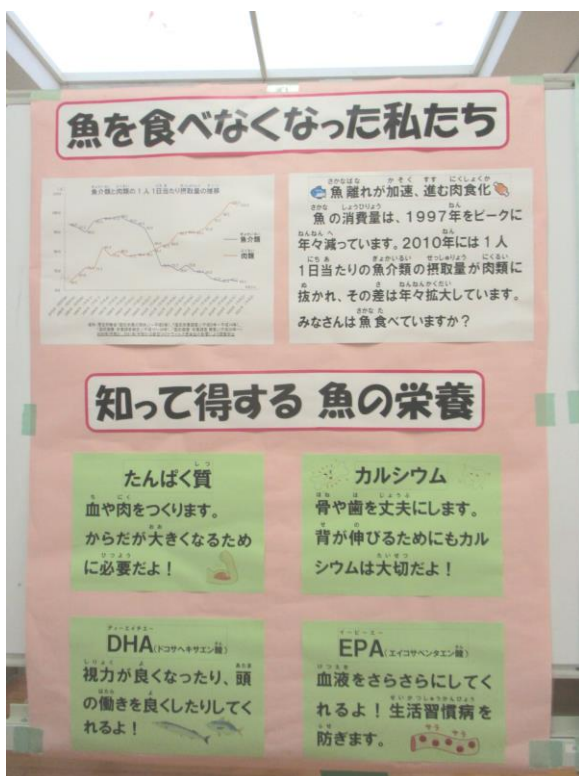 魚を食べなくなった私たち
魚介類と肉類の1人1日当たり摂取量の推移
魚介類
肉類
魚離れが加速、進む肉食化
魚の消費量は、1997年をピークに
年々減っています。2010年には1人
1日当たりの魚介類の摂取量が肉類に
抜かれ、その差は年々拡大しています。
みなさんは魚食べていますか？
知って得する 魚の栄養
たんぱく質
血や肉をつくります。
からだが大きくなるため
に必要だよ！
カルシウム
骨や歯を丈夫にします。
背が伸びるためにもカル
シウムは大切だよ！
DHA(ドコサヘキサエン酸)
視力が良くなったり、頭
の働きを良くしたりしてく
れるよ！
EPA(エイコサペンタエン酸)
血液をさらさらにしてく
れるよ！生活習慣病を
防ぎます。
サラ サラ